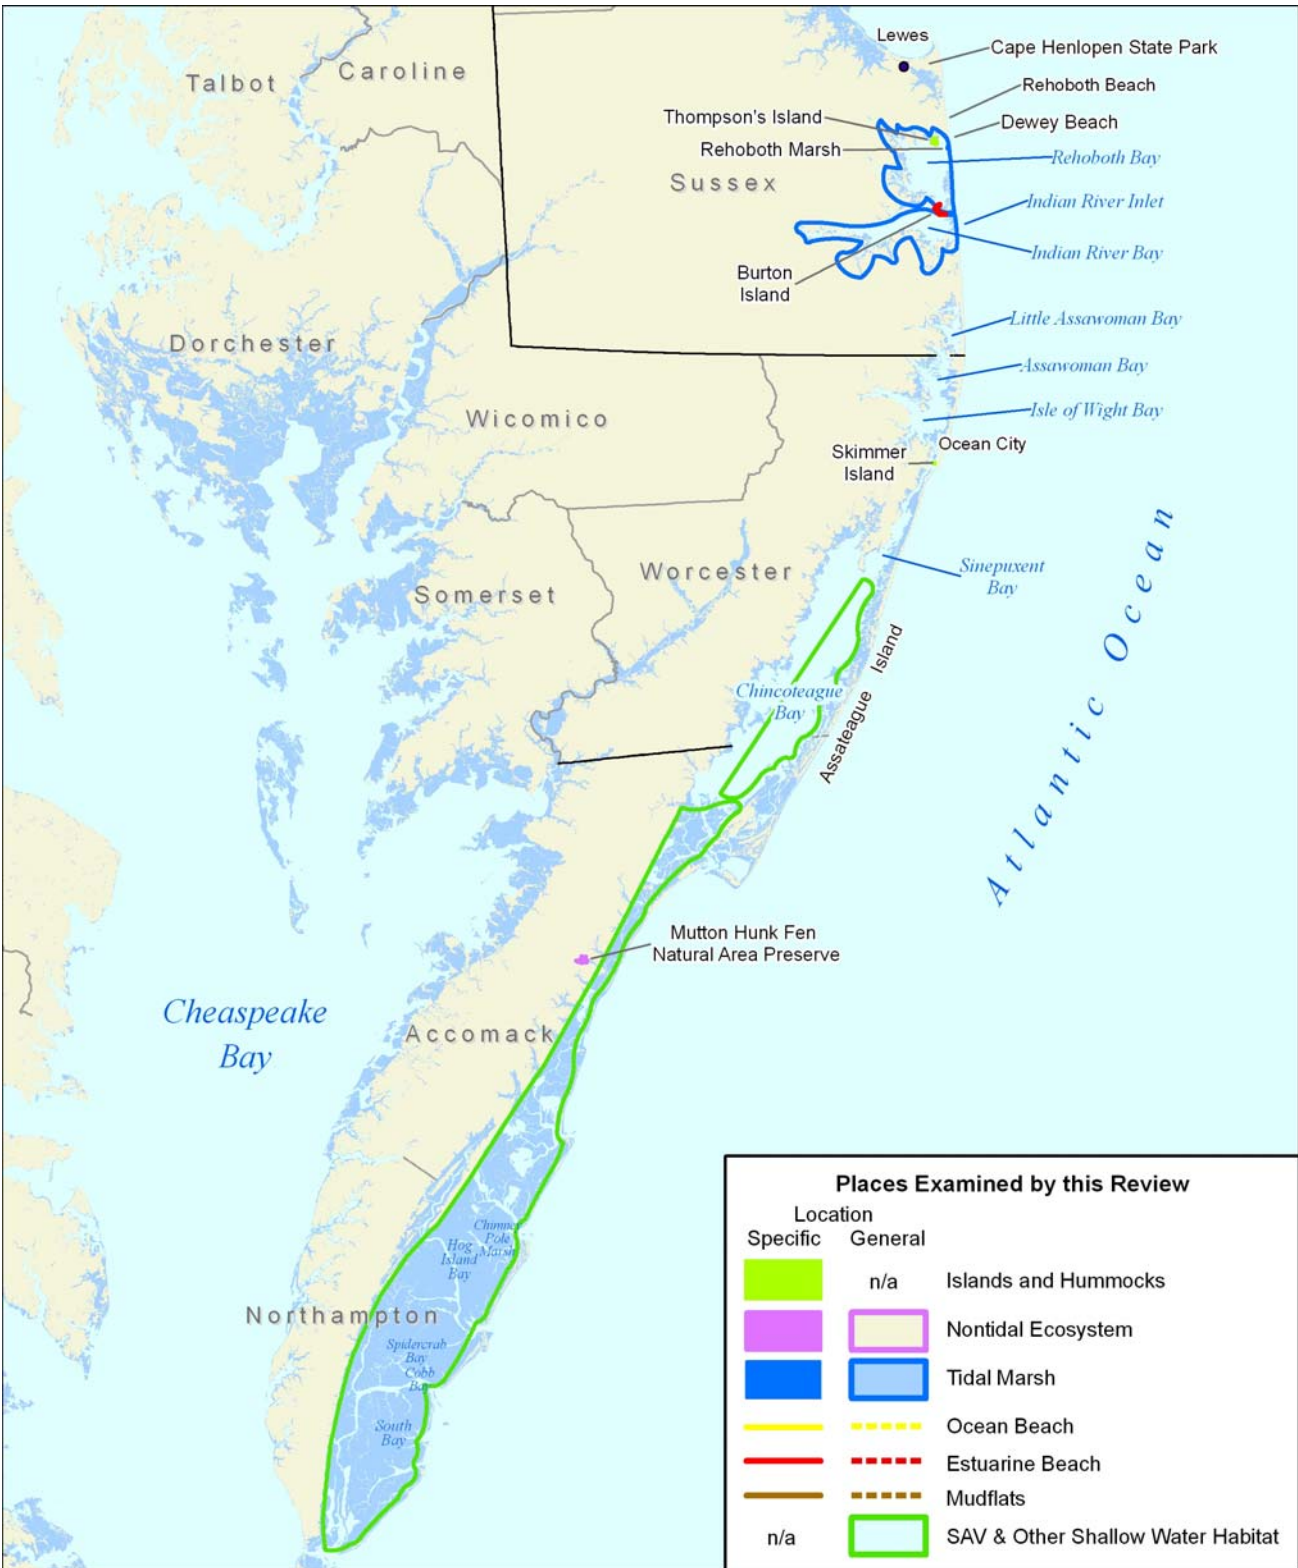 Lewes
Cape Henlopen State Park
Talbot
Caroline
Rehoboth Beach
Thompson's Island
Dewey Beach
Rehoboth Marsh
Rehoboth Bay
Sussex
Indian River Inlet
Indian River Bay
Burton
Island
Little Assawoman Bay
Dorchester
Assawoman Bay
Wicomico
Isle of Wight Bay
Skimmer
Island
Ocean City
Sinepuxent
Bay
Worcester
Somerset
Assateague Island
Chincoteague
Bay
Atlantic Ocean
Mutton Hunk Fen
Natural Area Preserve
Cheaspeake
Bay
Accomack
Chimney
Pole
Marsh
Hog
Island
Bay
Northampton
Spidercrab
Bay
Cobb
Bay
South
Bay
Places Examined by this Review
Location
Specific General
n/a Islands and Hummocks
Nontidal Ecosystem
Tidal Marsh
Ocean Beach
Estuarine Beach
Mudflats
n/a SAV & Other Shallow Water Habitat